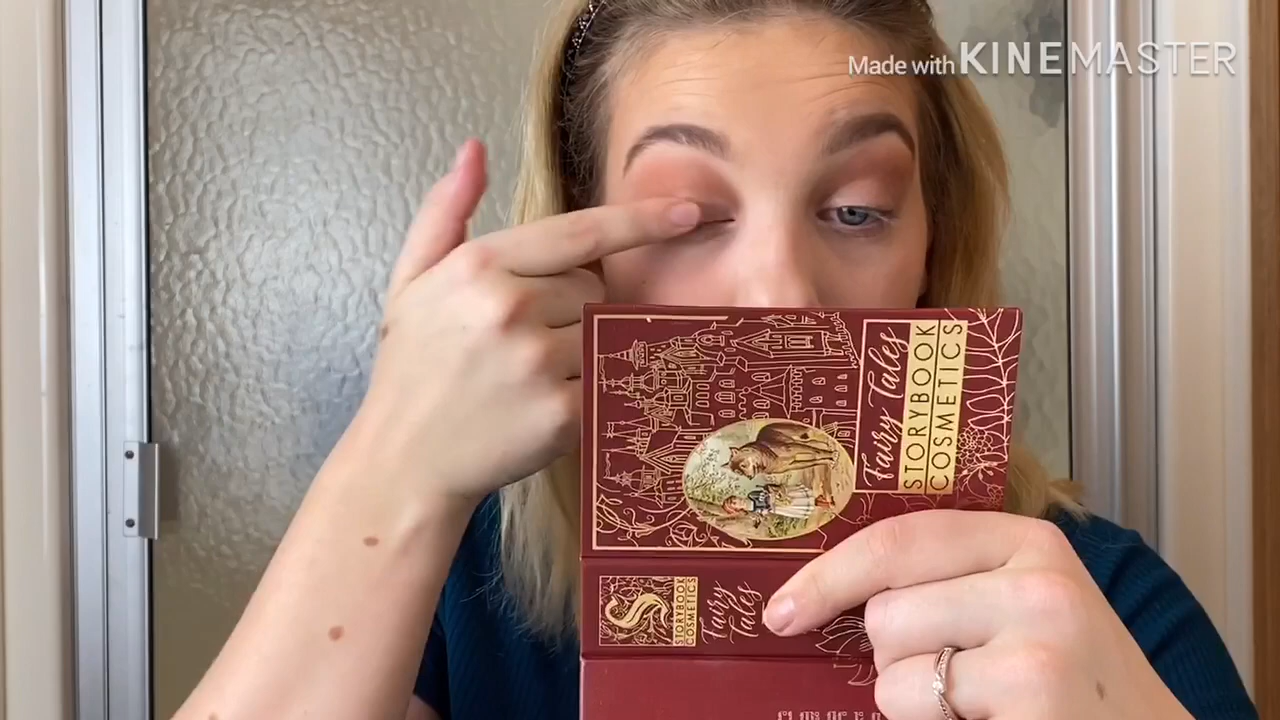 Made with KINEMASTER
Fairy Tales
STORYBOOK
COSMETICS
STORYBOOK
COSMETICS
Fairy
Tales